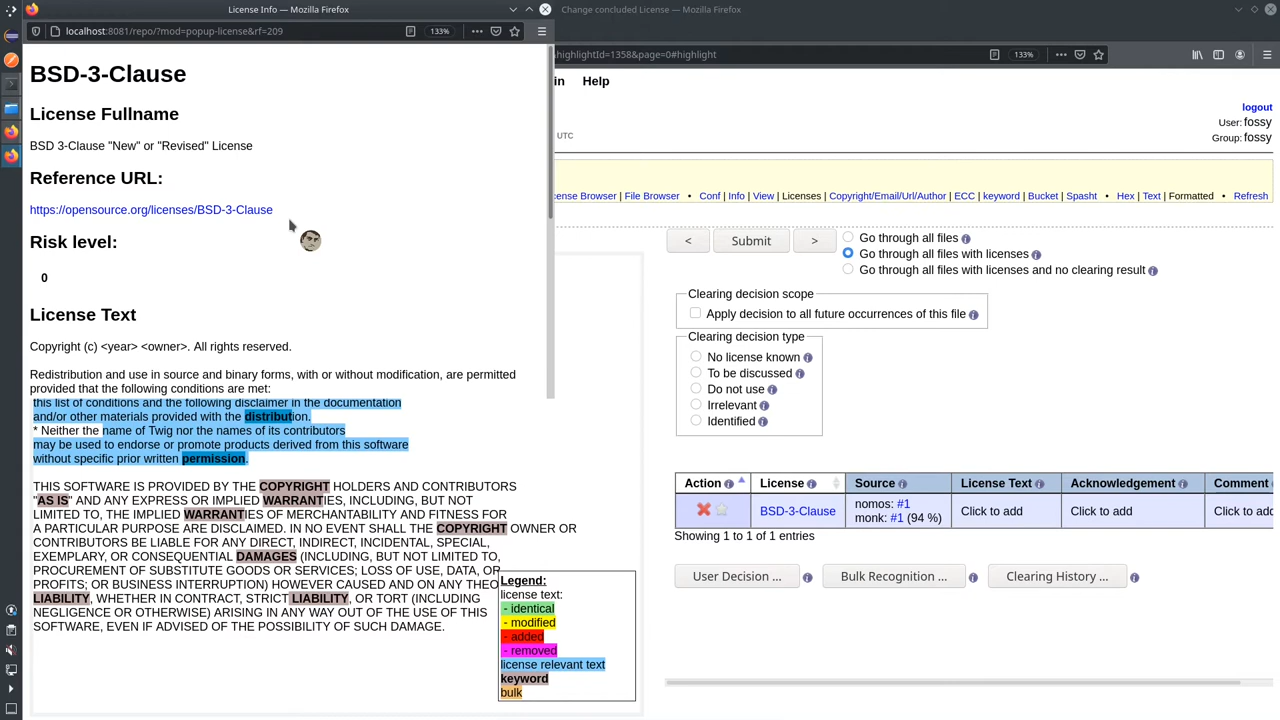 License Info — Mozilla Firefox
Change concluded License — Mozilla Firefox
localhost:8081/repo/?mod=popup-license&rf=209
133%
highlightId=1358&page=0#highlight
133%
BSD-3-Clause
License Fullname
BSD 3-Clause "New" or "Revised" License
Reference URL:
https://opensource.org/licenses/BSD-3-Clause
Risk level:
0
License Text
Copyright (c) <year> <owner>. All rights reserved.
Redistribution and use in source and binary forms, with or without modification, are permitted
provided that the following conditions are met:
this list of conditions and the following disclaimer in the documentation
and/or other materials provided with the distribution.
* Neither the name of Twig nor the names of its contributors
may be used to endorse or promote products derived from this software
without specific prior written permission.
THIS SOFTWARE IS PROVIDED BY THE COPYRIGHT HOLDERS AND CONTRIBUTORS
"AS IS" AND ANY EXPRESS OR IMPLIED WARRANTIES, INCLUDING, BUT NOT
LIMITED TO, THE IMPLIED WARRANTIES OF MERCHANTABILITY AND FITNESS FOR
A PARTICULAR PURPOSE ARE DISCLAIMED. IN NO EVENT SHALL THE COPYRIGHT OWNER OR
CONTRIBUTORS BE LIABLE FOR ANY DIRECT, INDIRECT, INCIDENTAL, SPECIAL,
EXEMPLARY, OR CONSEQUENTIAL DAMAGES (INCLUDING, BUT NOT LIMITED TO,
PROCUREMENT OF SUBSTITUTE GOODS OR SERVICES; LOSS OF USE, DATA, OR
PROFITS; OR BUSINESS INTERRUPTION) HOWEVER CAUSED AND ON ANY THEO
LIABILITY, WHETHER IN CONTRACT, STRICT LIABILITY, OR TORT (INCLUDING
NEGLIGENCE OR OTHERWISE) ARISING IN ANY WAY OUT OF THE USE OF THIS
SOFTWARE, EVEN IF ADVISED OF THE POSSIBILITY OF SUCH DAMAGE.
Legend:
license text:
- identical
- modified
- added
- removed
license relevant text
keyword
bulk
in Help
logout
User: fossy
Group: fossy
UTC
ense Browser | File Browser • Conf | Info | View | Licenses | Copyright/Email/Url/Author | ECC | keyword | Bucket | Spasht • Hex | Text | Formatted • Refresh
< Submit >
Go through all files
Go through all files with licenses
Go through all files with licenses and no clearing result
Clearing decision scope
Apply decision to all future occurrences of this file
Clearing decision type
No license known
To be discussed
Do not use
Irrelevant
Identified
Action License Source License Text Acknowledgement Comment
BSD-3-Clause nomos: #1 Click to add Click to add Click to add
monk: #1 (94 %)
Showing 1 to 1 of 1 entries
User Decision ... Bulk Recognition ... Clearing History ...